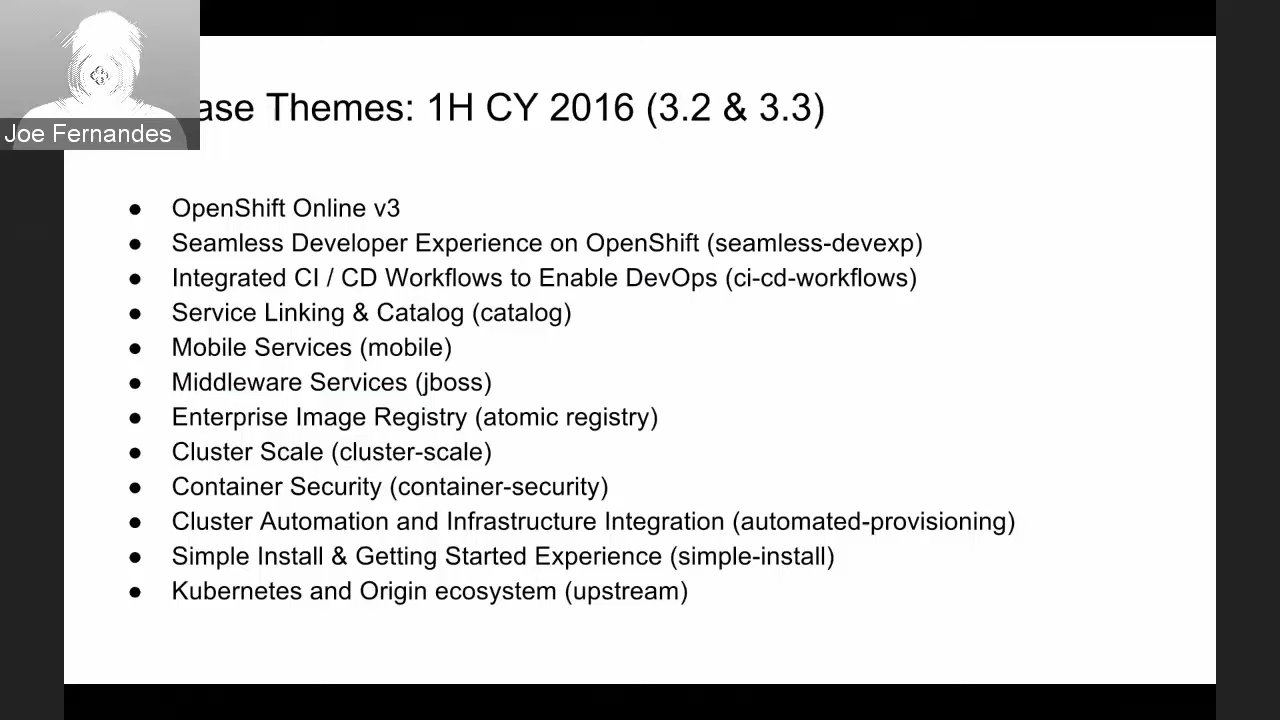 ase Themes: 1H CY 2016 (3.2 & 3.3)
Joe Fernandes
● OpenShift Online v3
● Seamless Developer Experience on OpenShift (seamless-devexp)
● Integrated CI / CD Workflows to Enable DevOps (ci-cd-workflows)
● Service Linking & Catalog (catalog)
● Mobile Services (mobile)
● Middleware Services (jboss)
● Enterprise Image Registry (atomic registry)
● Cluster Scale (cluster-scale)
● Container Security (container-security)
● Cluster Automation and Infrastructure Integration (automated-provisioning)
● Simple Install & Getting Started Experience (simple-install)
● Kubernetes and Origin ecosystem (upstream)